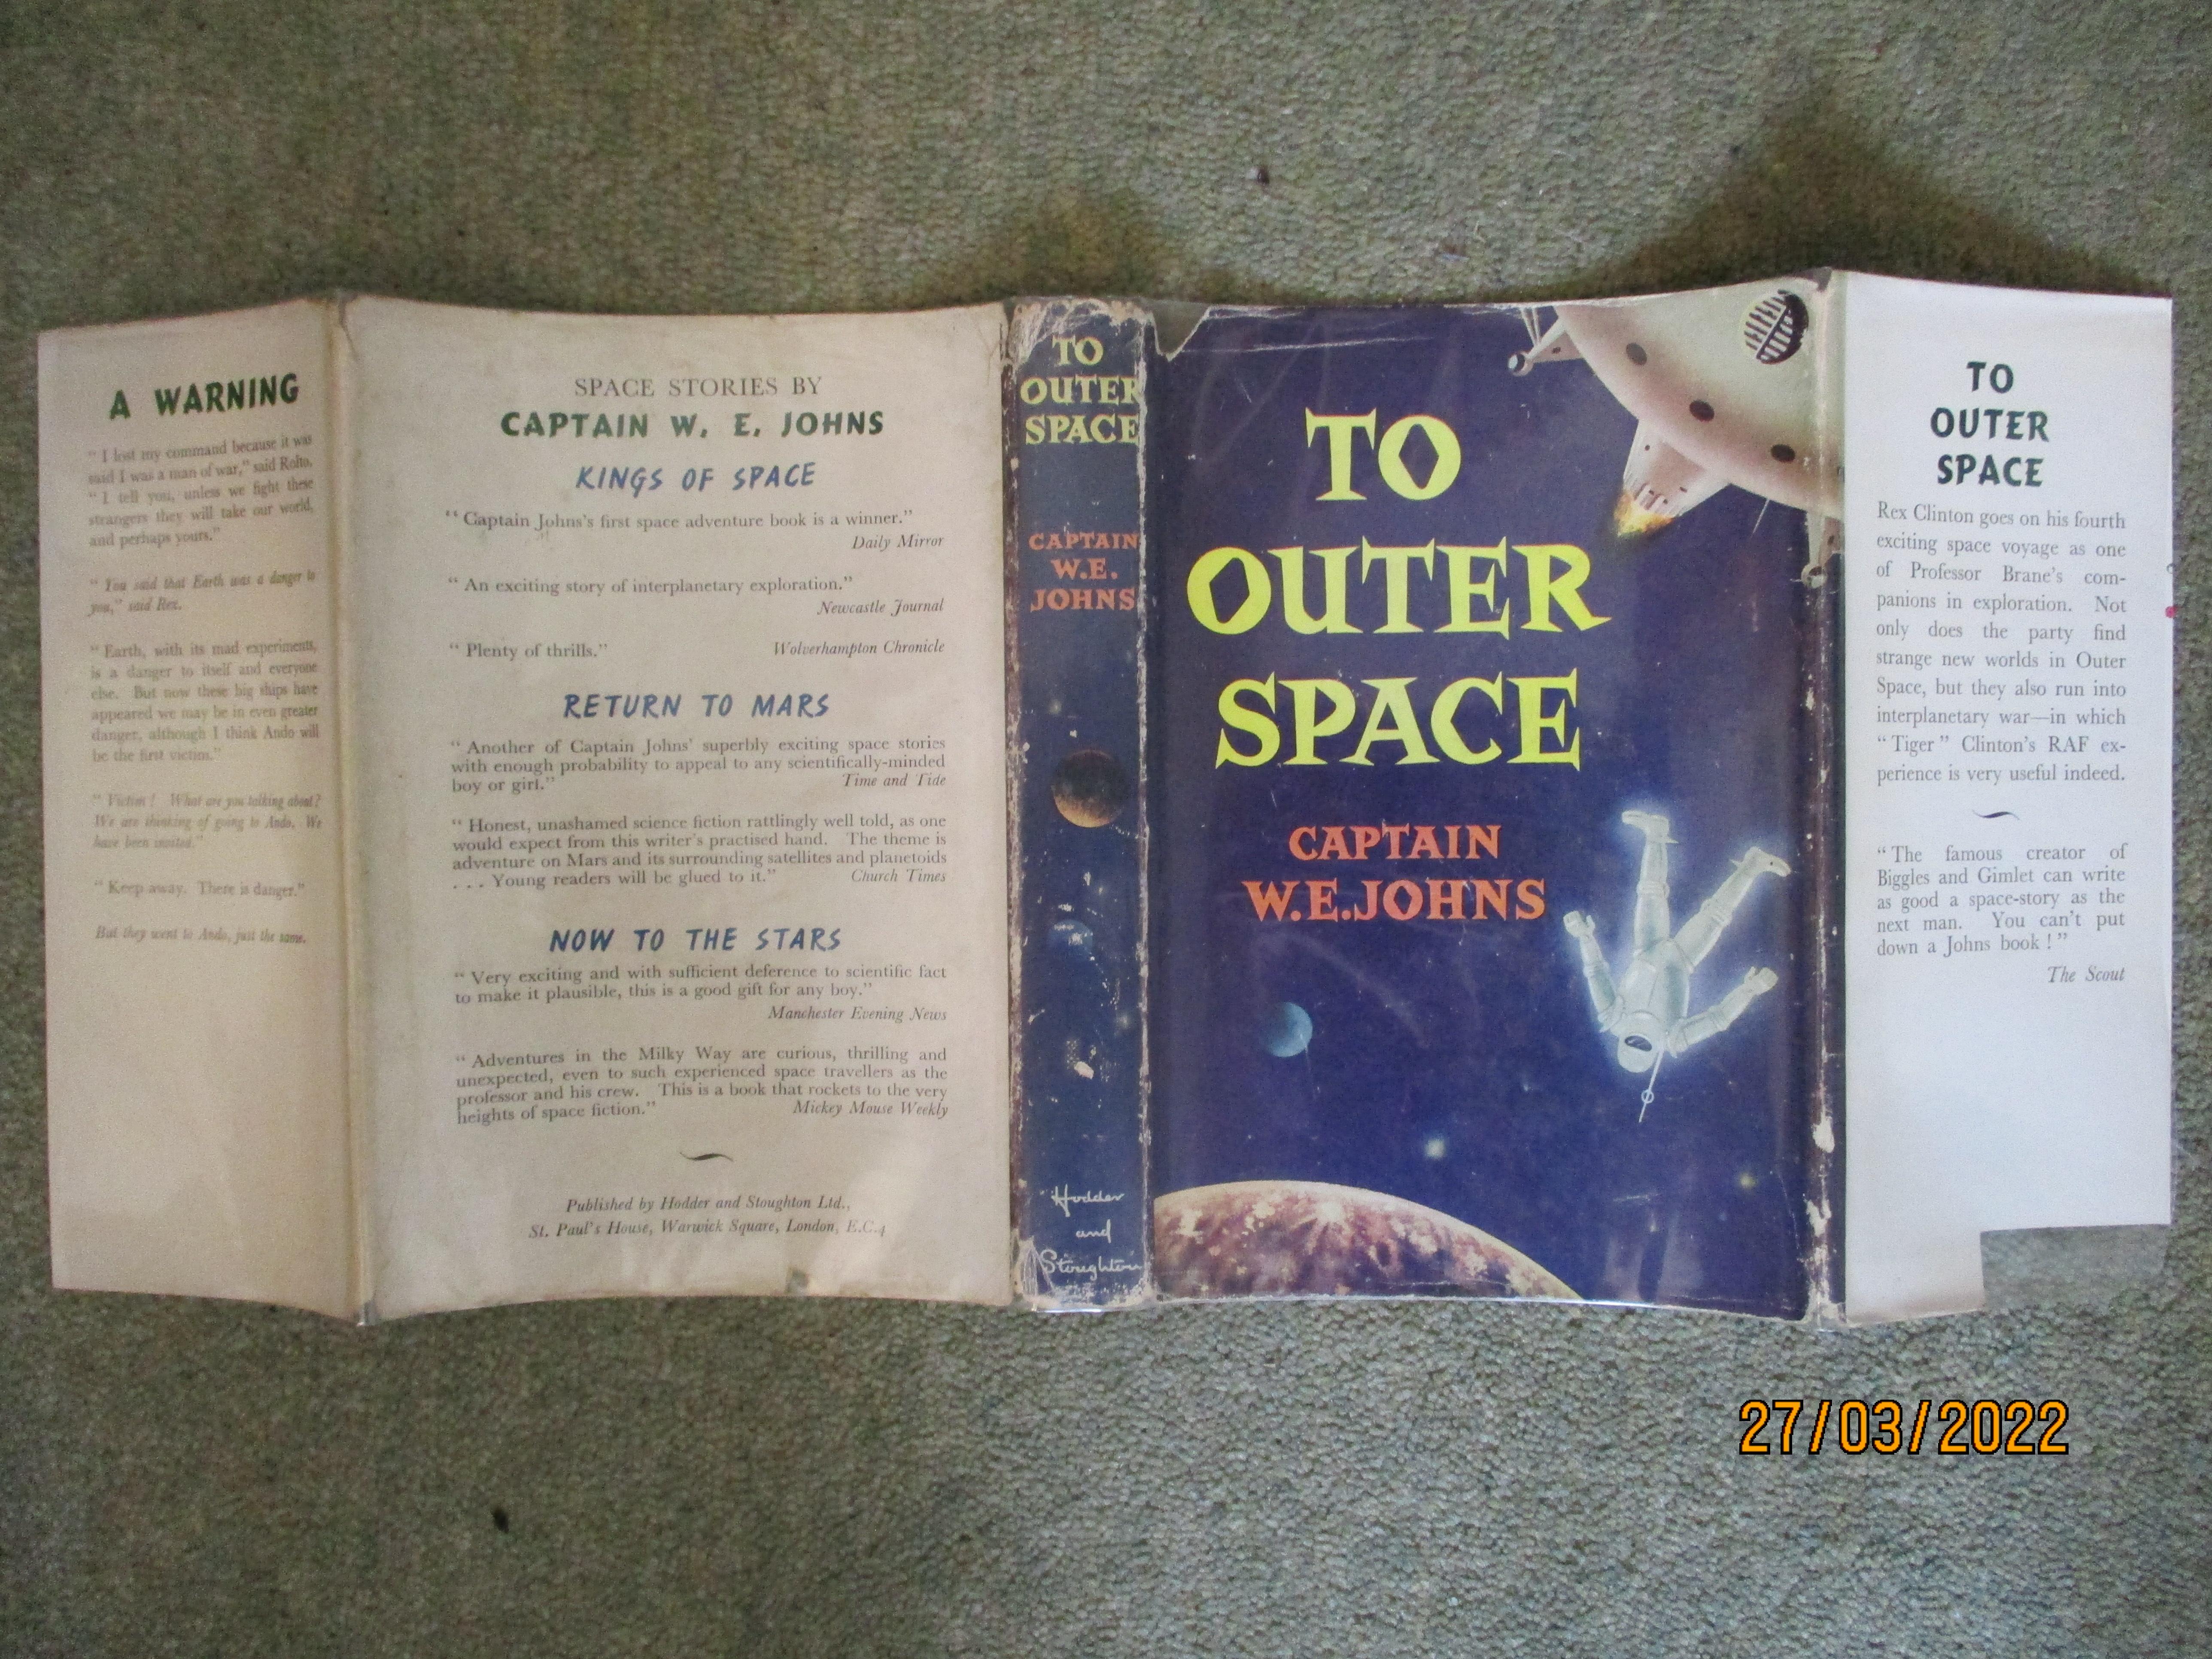 A WARNING
“ I lost my command because it was
said I was a man of war,” said Rolto.
“ I tell you, unless we fight these
strangers they will take our world,
and perhaps yours.”
“ You said that Earth was a danger to
you,” said Rex.
“ Earth, with its mad experiments,
is a danger to itself and everyone
else. But now these big ships have
appeared we may be in even greater
danger, although I think Ando will
be the first victim.”
“ Victim ! What are you talking about?
We are thinking of going to Ando. We
have been invited.”
“ Keep away. There is danger.”
But they went to Ando, just the same.
SPACE STORIES BY
CAPTAIN W. E. JOHNS
KINGS OF SPACE
“ Captain Johns’s first space adventure book is a winner.”
Daily Mirror
“ An exciting story of interplanetary exploration.”
Newcastle Journal
“ Plenty of thrills.” Wolverhampton Chronicle
RETURN TO MARS
“ Another of Captain Johns’ superbly exciting space stories
with enough probability to appeal to any scientifically-minded
boy or girl.” Time and Tide
“ Honest, unashamed science fiction rattlingly well told, as one
would expect from this writer’s practised hand. The theme is
adventure on Mars and its surrounding satellites and planetoids
. . . Young readers will be glued to it.” Church Times
NOW TO THE STARS
“ Very exciting and with sufficient deference to scientific fact
to make it plausible, this is a good gift for any boy.”
Manchester Evening News
“ Adventures in the Milky Way are curious, thrilling and
unexpected, even to such experienced space travellers as the
professor and his crew. This is a book that rockets to the very
heights of space fiction.” Mickey Mouse Weekly
Published by Hodder and Stoughton Ltd.,
St. Paul’s House, Warwick Square, London, E.C.4
TO
OUTER
SPACE
CAPTAIN
W.E.
JOHNS
Hodder
and
Stoughton
TO
OUTER
SPACE
CAPTAIN
W.E.JOHNS
TO
OUTER
SPACE
Rex Clinton goes on his fourth
exciting space voyage as one
of Professor Brane’s com-
panions in exploration. Not
only does the party find
strange new worlds in Outer
Space, but they also run into
interplanetary war—in which
“ Tiger ” Clinton’s RAF ex-
perience is very useful indeed.
“ The famous creator of
Biggles and Gimlet can write
as good a space-story as the
next man. You can’t put
down a Johns book ! ”
The Scout
27/03/2022